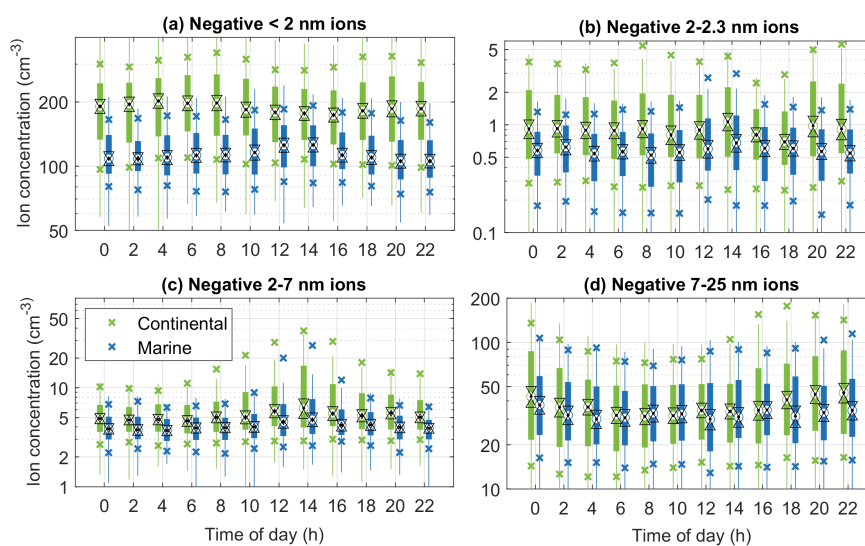 (a) Negative < 2 nm ions
Ion concentration (cm-3)
200
100
50
0 2 4 6 8 10 12 14 16 18 20 22
(b) Negative 2-2.3 nm ions
5
1
0.5
0.1
0 2 4 6 8 10 12 14 16 18 20 22
(c) Negative 2-7 nm ions
Ion concentration (cm-3)
50
20
10
5
2
1
Continental
Marine
0 2 4 6 8 10 12 14 16 18 20 22
Time of day (h)
(d) Negative 7-25 nm ions
200
100
50
20
10
0 2 4 6 8 10 12 14 16 18 20 22
Time of day (h)